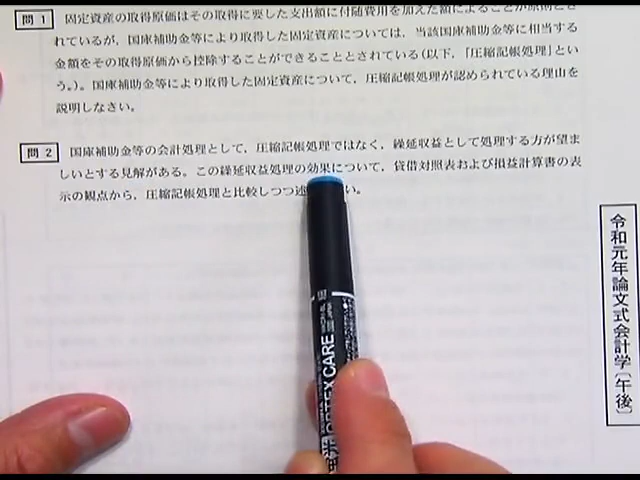 問1 固定資産の取得原価はその取得に要した支出額に付随費用を加えた額によることが原則とさ
れているが、国庫補助金等により取得した固定資産については、当該国庫補助金等に相当する
金額をその取得原価から控除することができることとされている(以下、「圧縮記帳処理」とい
う。)。国庫補助金等により取得した固定資産について、圧縮記帳処理が認められている理由を
説明しなさい。
問2 国庫補助金等の会計処理として、圧縮記帳処理ではなく、繰延収益として処理する方が望ま
しいとする見解がある。この繰延収益処理の効果について、貸借対照表および損益計算書の表
示の観点から、圧縮記帳処理と比較しつつ述 い。
令和元年論文式会計学〔午後〕
TEX CARE